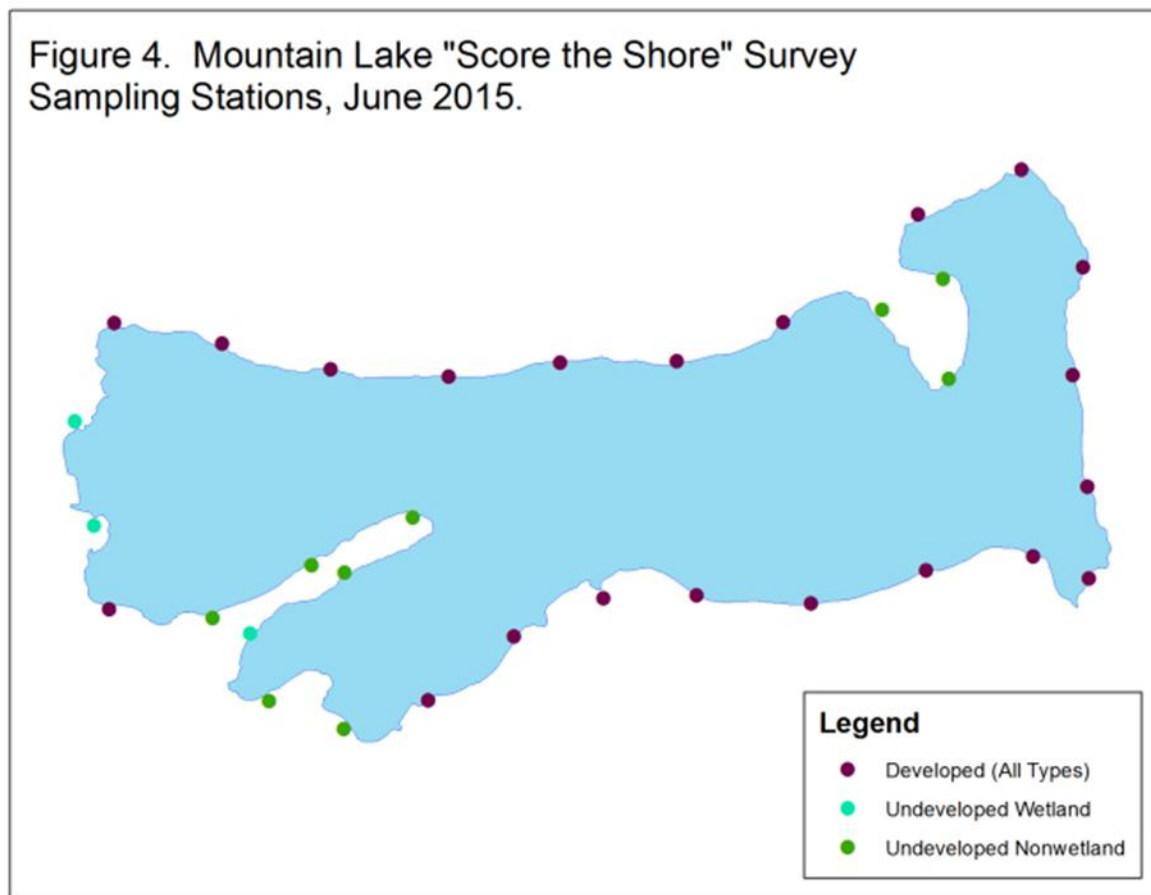 Figure 4.  Mountain Lake "Score the Shore" Survey
Sampling Stations, June 2015.
Legend
Developed (All Types)
Undeveloped Wetland
Undeveloped Nonwetland